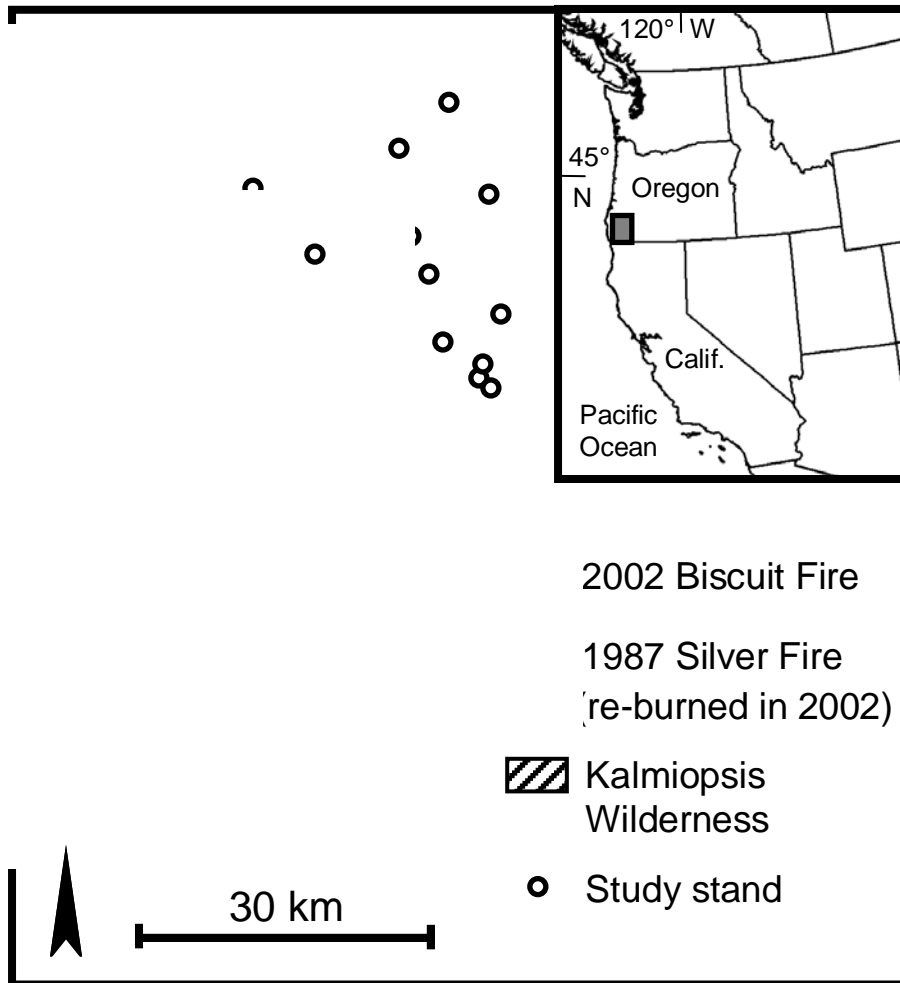 120° W
45°
N
Oregon
Calif.
Pacific
Ocean
2002 Biscuit Fire
1987 Silver Fire
(re-burned in 2002)
Kalmiopsis
Wilderness
Study stand
30 km